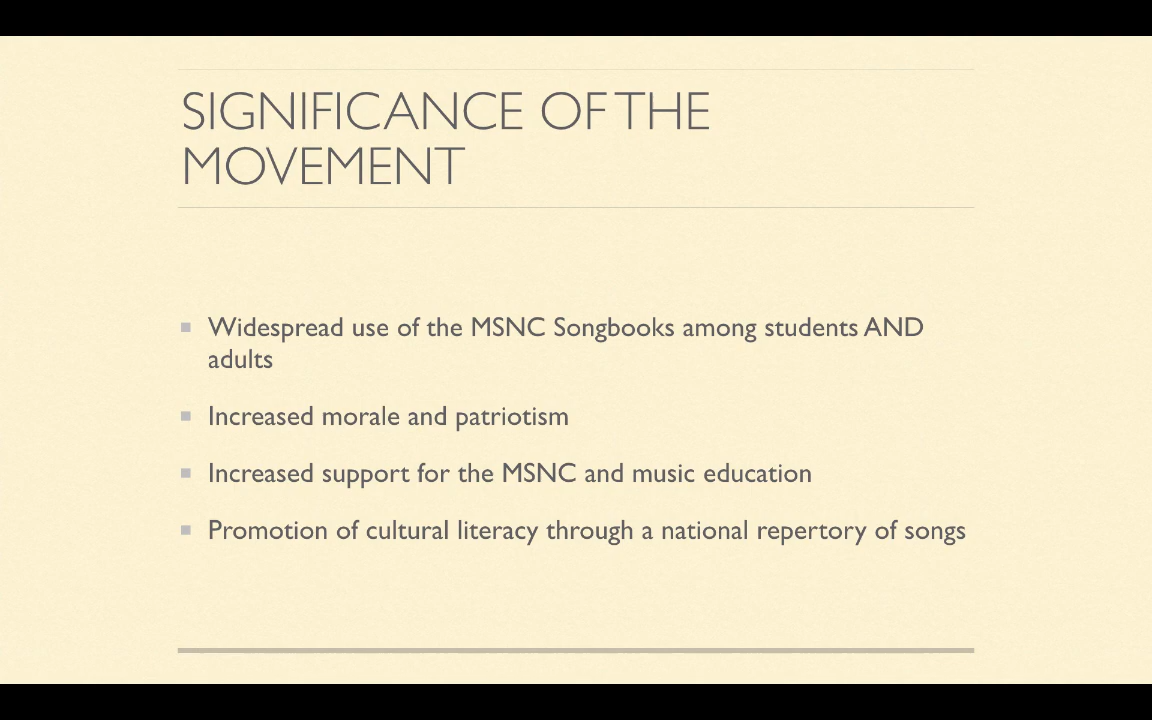 SIGNIFICANCE OF THE
MOVEMENT
Widespread use of the MSNC Songbooks among students AND
adults
Increased morale and patriotism
Increased support for the MSNC and music education
Promotion of cultural literacy through a national repertory of songs